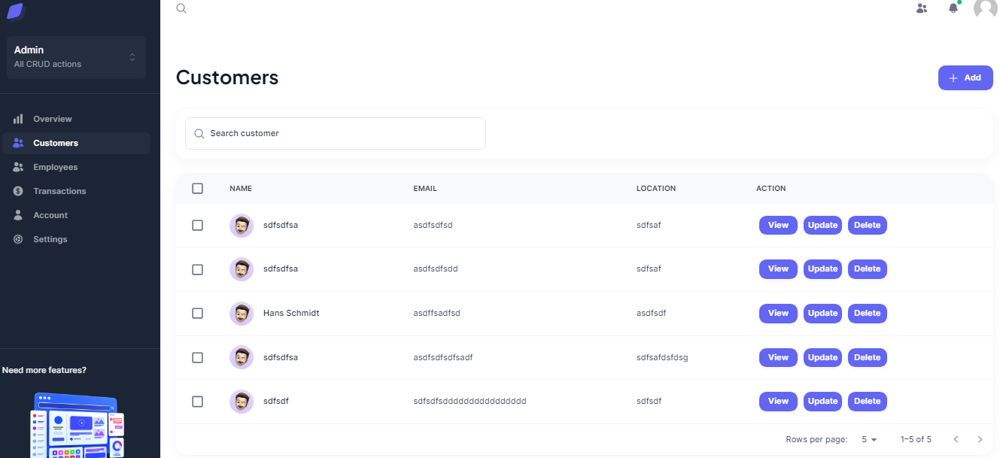 Admin
All CRUD actions
Overview
Customers
Employees
Transactions
Account
Settings
Need more features?
Customers
Add
Search customer
NAME EMAIL LOCATION ACTION
sdfsdfsa asdfsdfsd sdfsaf View Update Delete
sdfsdfsa asdfsdfsdd sdfsaf View Update Delete
Hans Schmidt asdffsadfsd asdfsdf View Update Delete
sdfsdfsa asdfsdfsdfsadf sdfsafdsfdsg View Update Delete
sdfsdf sdfsdfsdddddddddddddddd sdfsdf View Update Delete
Rows per page: 5 1–5 of 5